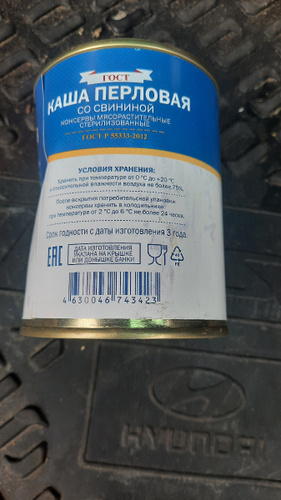 ГОСТ
КАША ПЕРЛОВАЯ
СО СВИНИНОЙ
КОНСЕРВЫ МЯСОРАСТИТЕЛЬНЫЕ
СТЕРИЛИЗОВАННЫЕ
ГОСТ Р 55333-2012
УСЛОВИЯ ХРАНЕНИЯ:
Хранить при температуре от 0 °С до +20 °С
и относительной влажности воздуха не более 75%.
После вскрытия потребительской упаковки
консервы хранить в холодильнике
при температуре от 2 °С до 6 °С не более 24 часа.
Срок годности с даты изготовления 3 года.
ЕАС
ДАТА ИЗГОТОВЛЕНИЯ
УКАЗАНА НА КРЫШКЕ
ИЛИ ДОНЫШКЕ БАНКИ
4 630046 743423
HYUNDAI